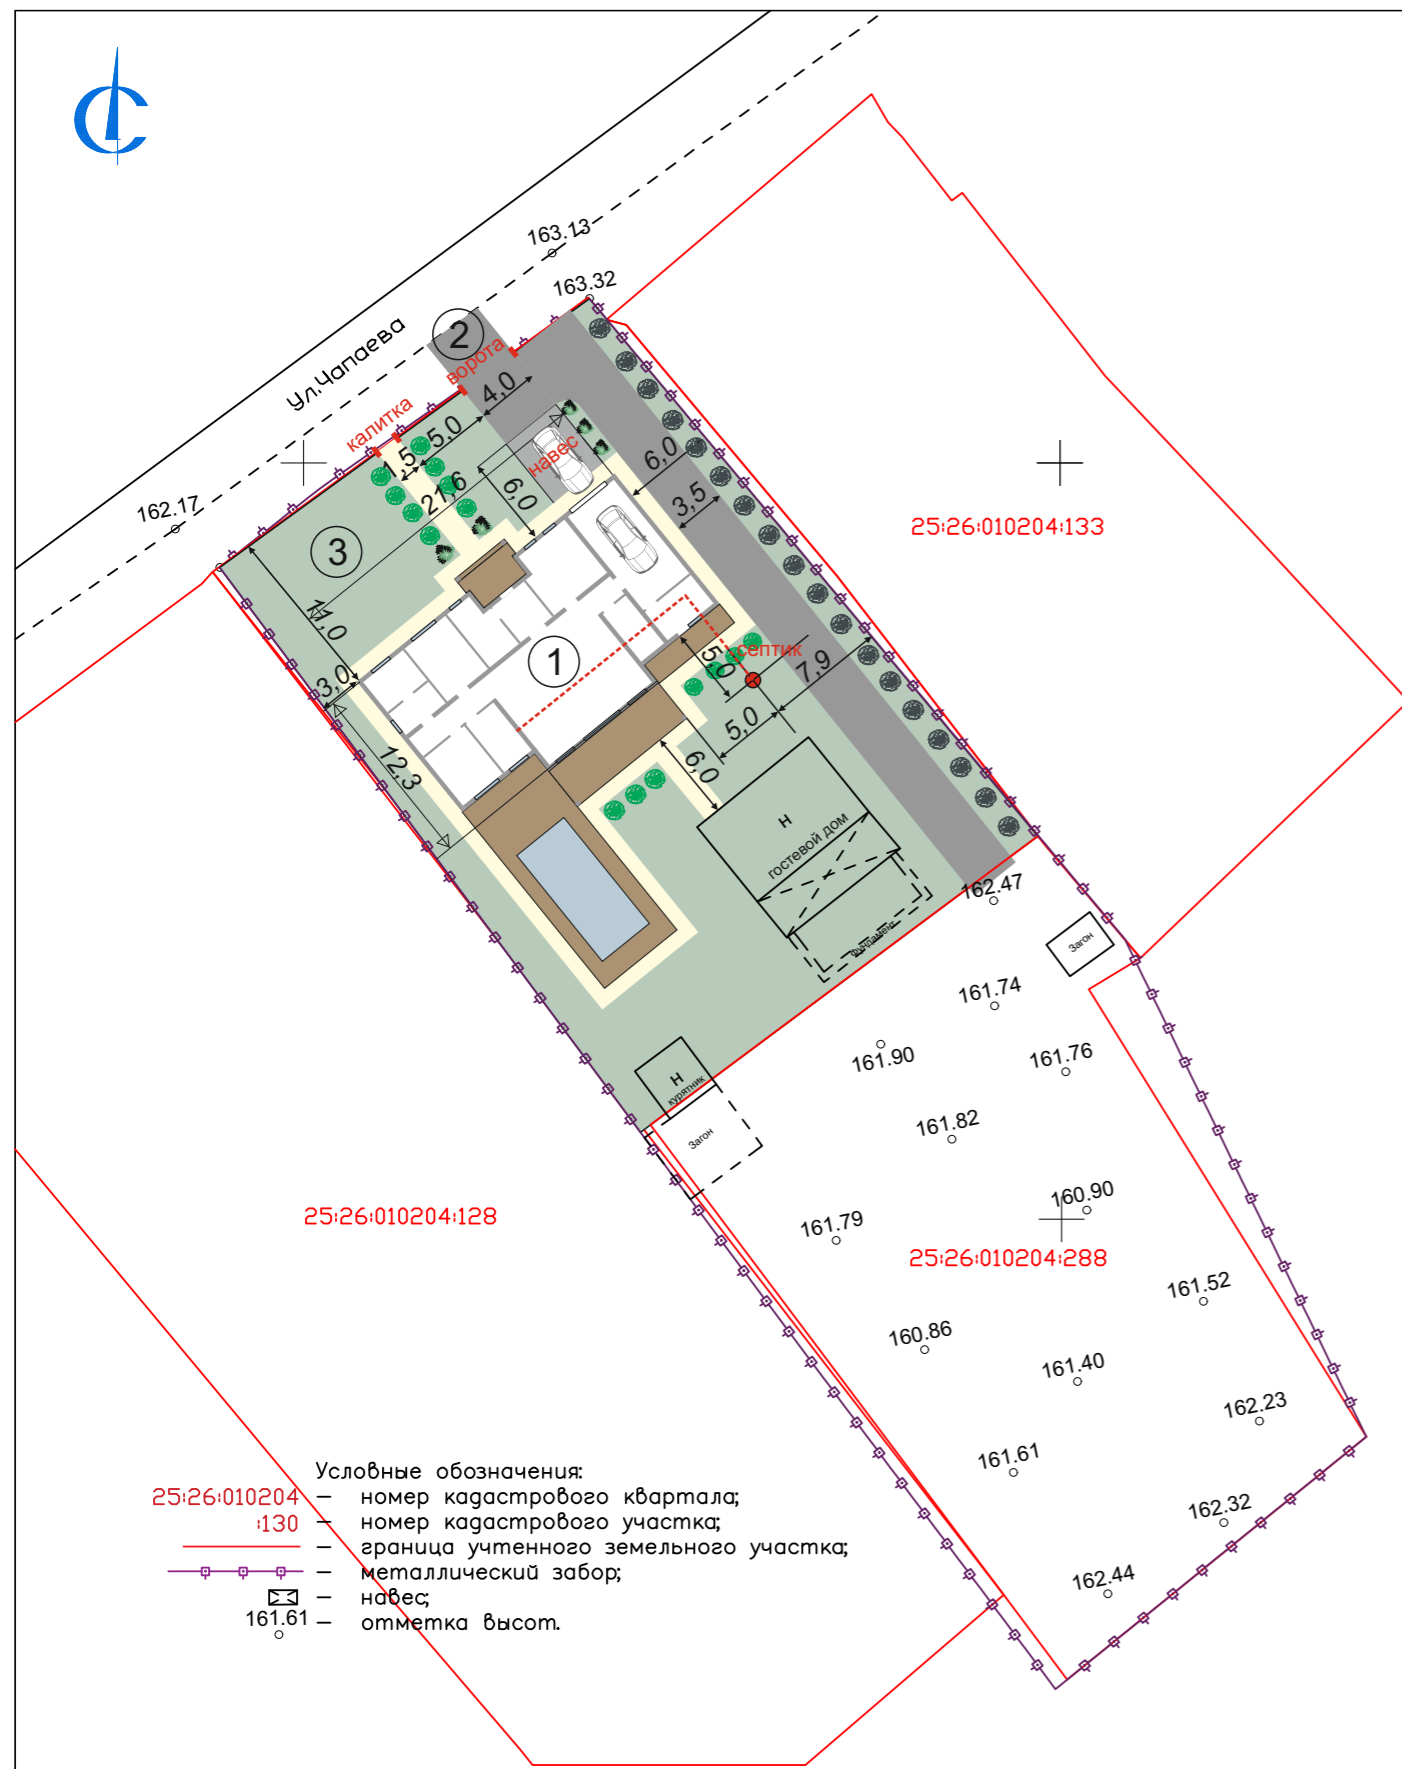 С
163.13
163.32
Ул.Чапаева
2
ворота
4,0
калитка
5,0
навес
1,5
21,6
6,0
6,0
3,5
162.17
3
25:26:010204:133
11,0
1
5,0
септик
7,9
3,0
12,3
5,0
6,0
Н
гостевой дом
фундамент
162.47
Загон
161.74
161.90
161.76
Н
курятник
Загон
161.82
160.90
161.79
25:26:010204:128
25:26:010204:288
161.52
160.86
161.40
162.23
161.61
162.32
162.44
Условные обозначения:
25:26:010204 – номер кадастрового квартала;
:130 – номер кадастрового участка;
– граница учтенного земельного участка;
– металлический забор;
– навес;
161.61 – отметка высот.